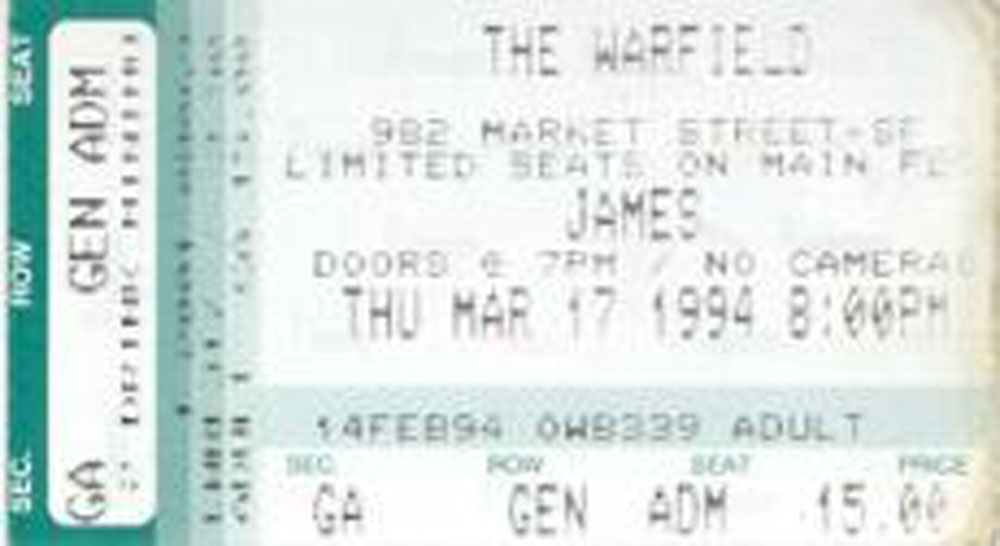 SEAT
ROW
SEC.
GEN ADM
GA
THE WARFIELD
982 MARKET STREET-SF
LIMITED SEATS ON MAIN
JAMES
DOORS @ 7PM / NO CAMERAS
THU MAR 17 1994 8:00PM
14FEB94 0WB339 ADULT
SEC. ROW SEAT PRICE
GA GEN ADM 15.00